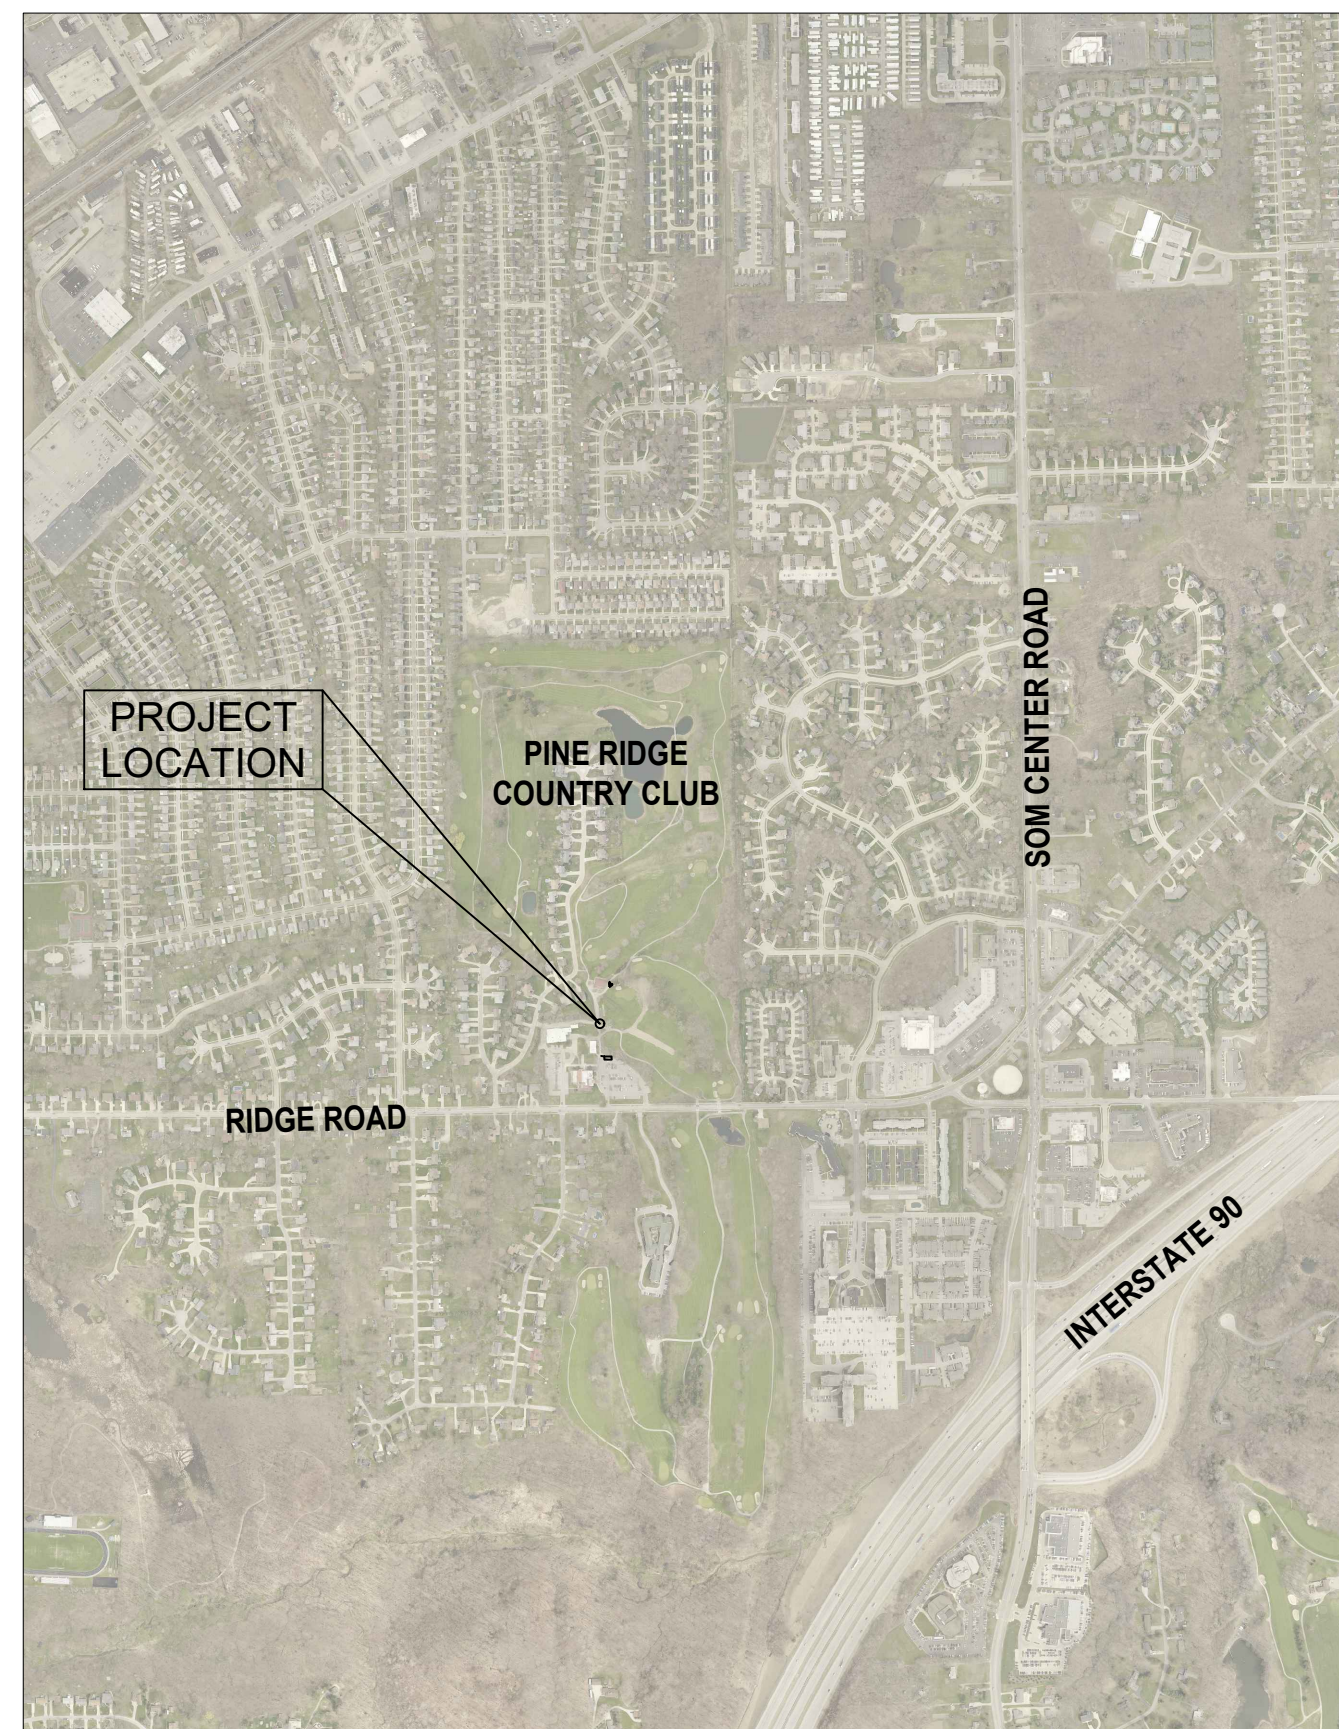 SOM CENTER ROAD
PROJECT
LOCATION
PINE RIDGE
COUNTRY CLUB
RIDGE ROAD
INTERSTATE 90